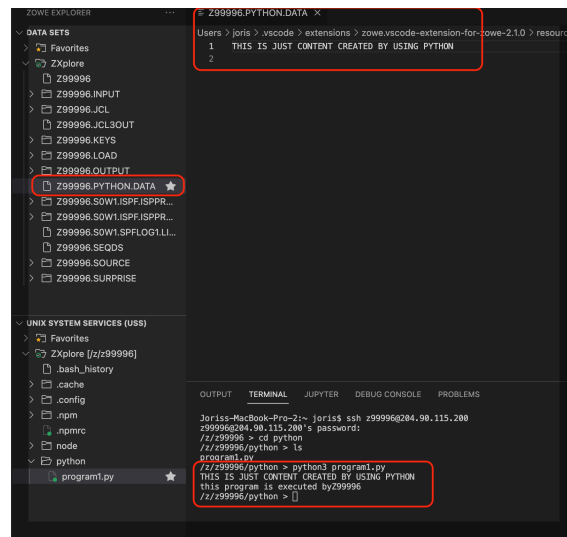 ZOWE EXPLORER ···
DATA SETS
Favorites
ZXplore
Z99996
Z99996.INPUT
Z99996.JCL
Z99996.JCL3OUT
Z99996.KEYS
Z99996.LOAD
Z99996.OUTPUT
Z99996.PYTHON.DATA
Z99996.S0W1.ISPF.ISPPR...
Z99996.S0W1.ISPF.ISPPR...
Z99996.S0W1.SPFLOG1.LI...
Z99996.SEQDS
Z99996.SOURCE
Z99996.SURPRISE
UNIX SYSTEM SERVICES (USS)
Favorites
ZXplore [/z/z99996]
.bash_history
.cache
.config
.npm
.npmrc
node
python
program1.py
Z99996.PYTHON.DATA ×
Users > joris > .vscode > extensions > zowe.vscode-extension-for-zowe-2.1.0 > resourc
1 THIS IS JUST CONTENT CREATED BY USING PYTHON
2
OUTPUT TERMINAL JUPYTER DEBUG CONSOLE PROBLEMS
Joriss-MacBook-Pro-2:~ joris$ ssh z99996@204.90.115.200
z99996@204.90.115.200's password:
/z/z99996 > cd python
/z/z99996/python > ls
program1.py
/z/z99996/python > python3 program1.py
THIS IS JUST CONTENT CREATED BY USING PYTHON
this program is executed byZ99996
/z/z99996/python >